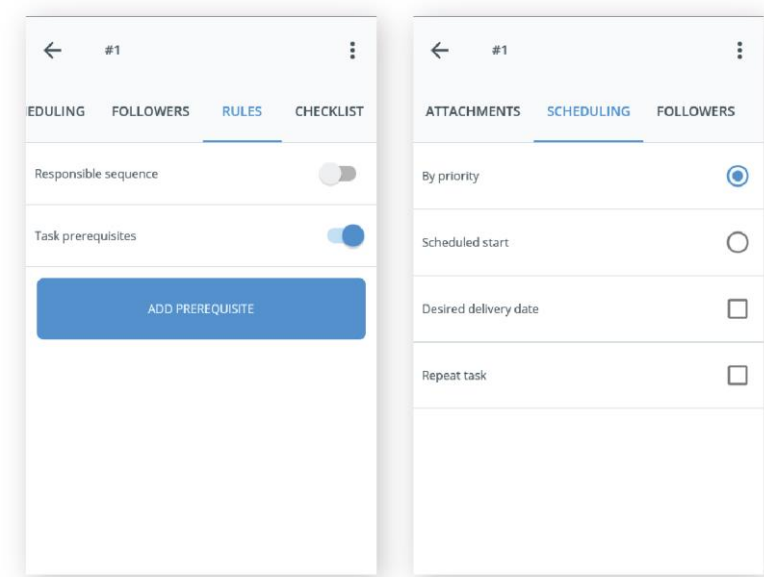 #1
EDULING FOLLOWERS RULES CHECKLIST
Responsible sequence
Task prerequisites
ADD PREREQUISITE
#1
ATTACHMENTS SCHEDULING FOLLOWERS
By priority
Scheduled start
Desired delivery date
Repeat task